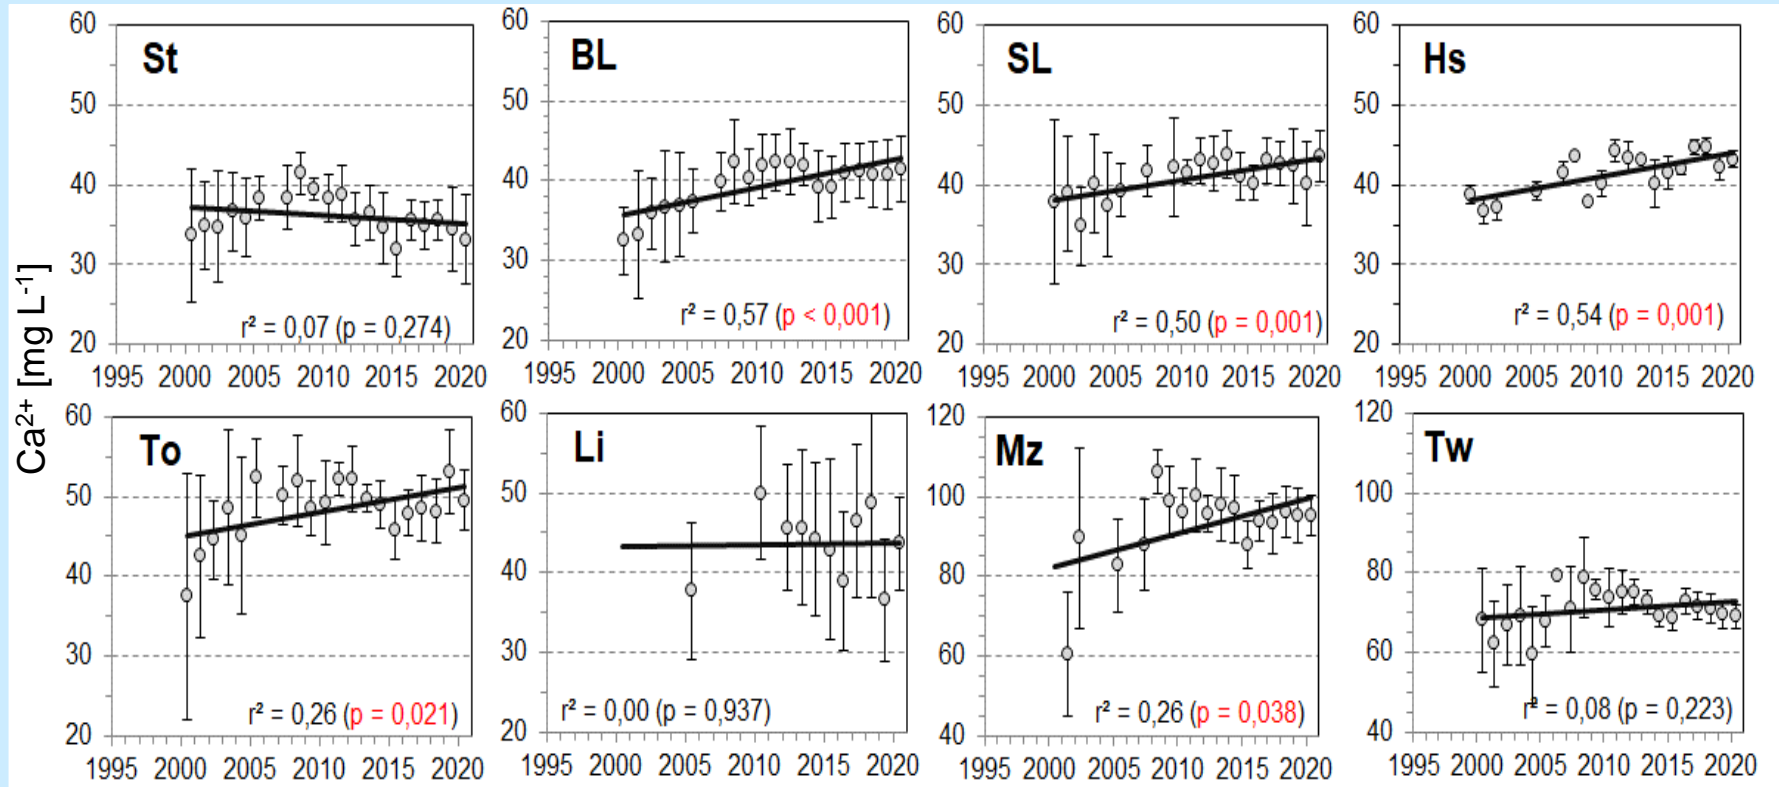 Ca²⁺ [mg L⁻¹]
St
60
50
40
30
20
r² = 0,07 (p = 0,274)
1995 2000 2005 2010 2015 2020
BL
60
50
40
30
20
r² = 0,57 (p < 0,001)
1995 2000 2005 2010 2015 2020
SL
60
50
40
30
20
r² = 0,50 (p = 0,001)
1995 2000 2005 2010 2015 2020
Hs
60
50
40
30
20
r² = 0,54 (p = 0,001)
1995 2000 2005 2010 2015 2020
To
60
50
40
30
20
r² = 0,26 (p = 0,021)
1995 2000 2005 2010 2015 2020
Li
60
50
40
30
20
r² = 0,00 (p = 0,937)
1995 2000 2005 2010 2015 2020
Mz
120
100
80
60
40
r² = 0,26 (p = 0,038)
1995 2000 2005 2010 2015 2020
Tw
120
100
80
60
40
r² = 0,08 (p = 0,223)
1995 2000 2005 2010 2015 2020